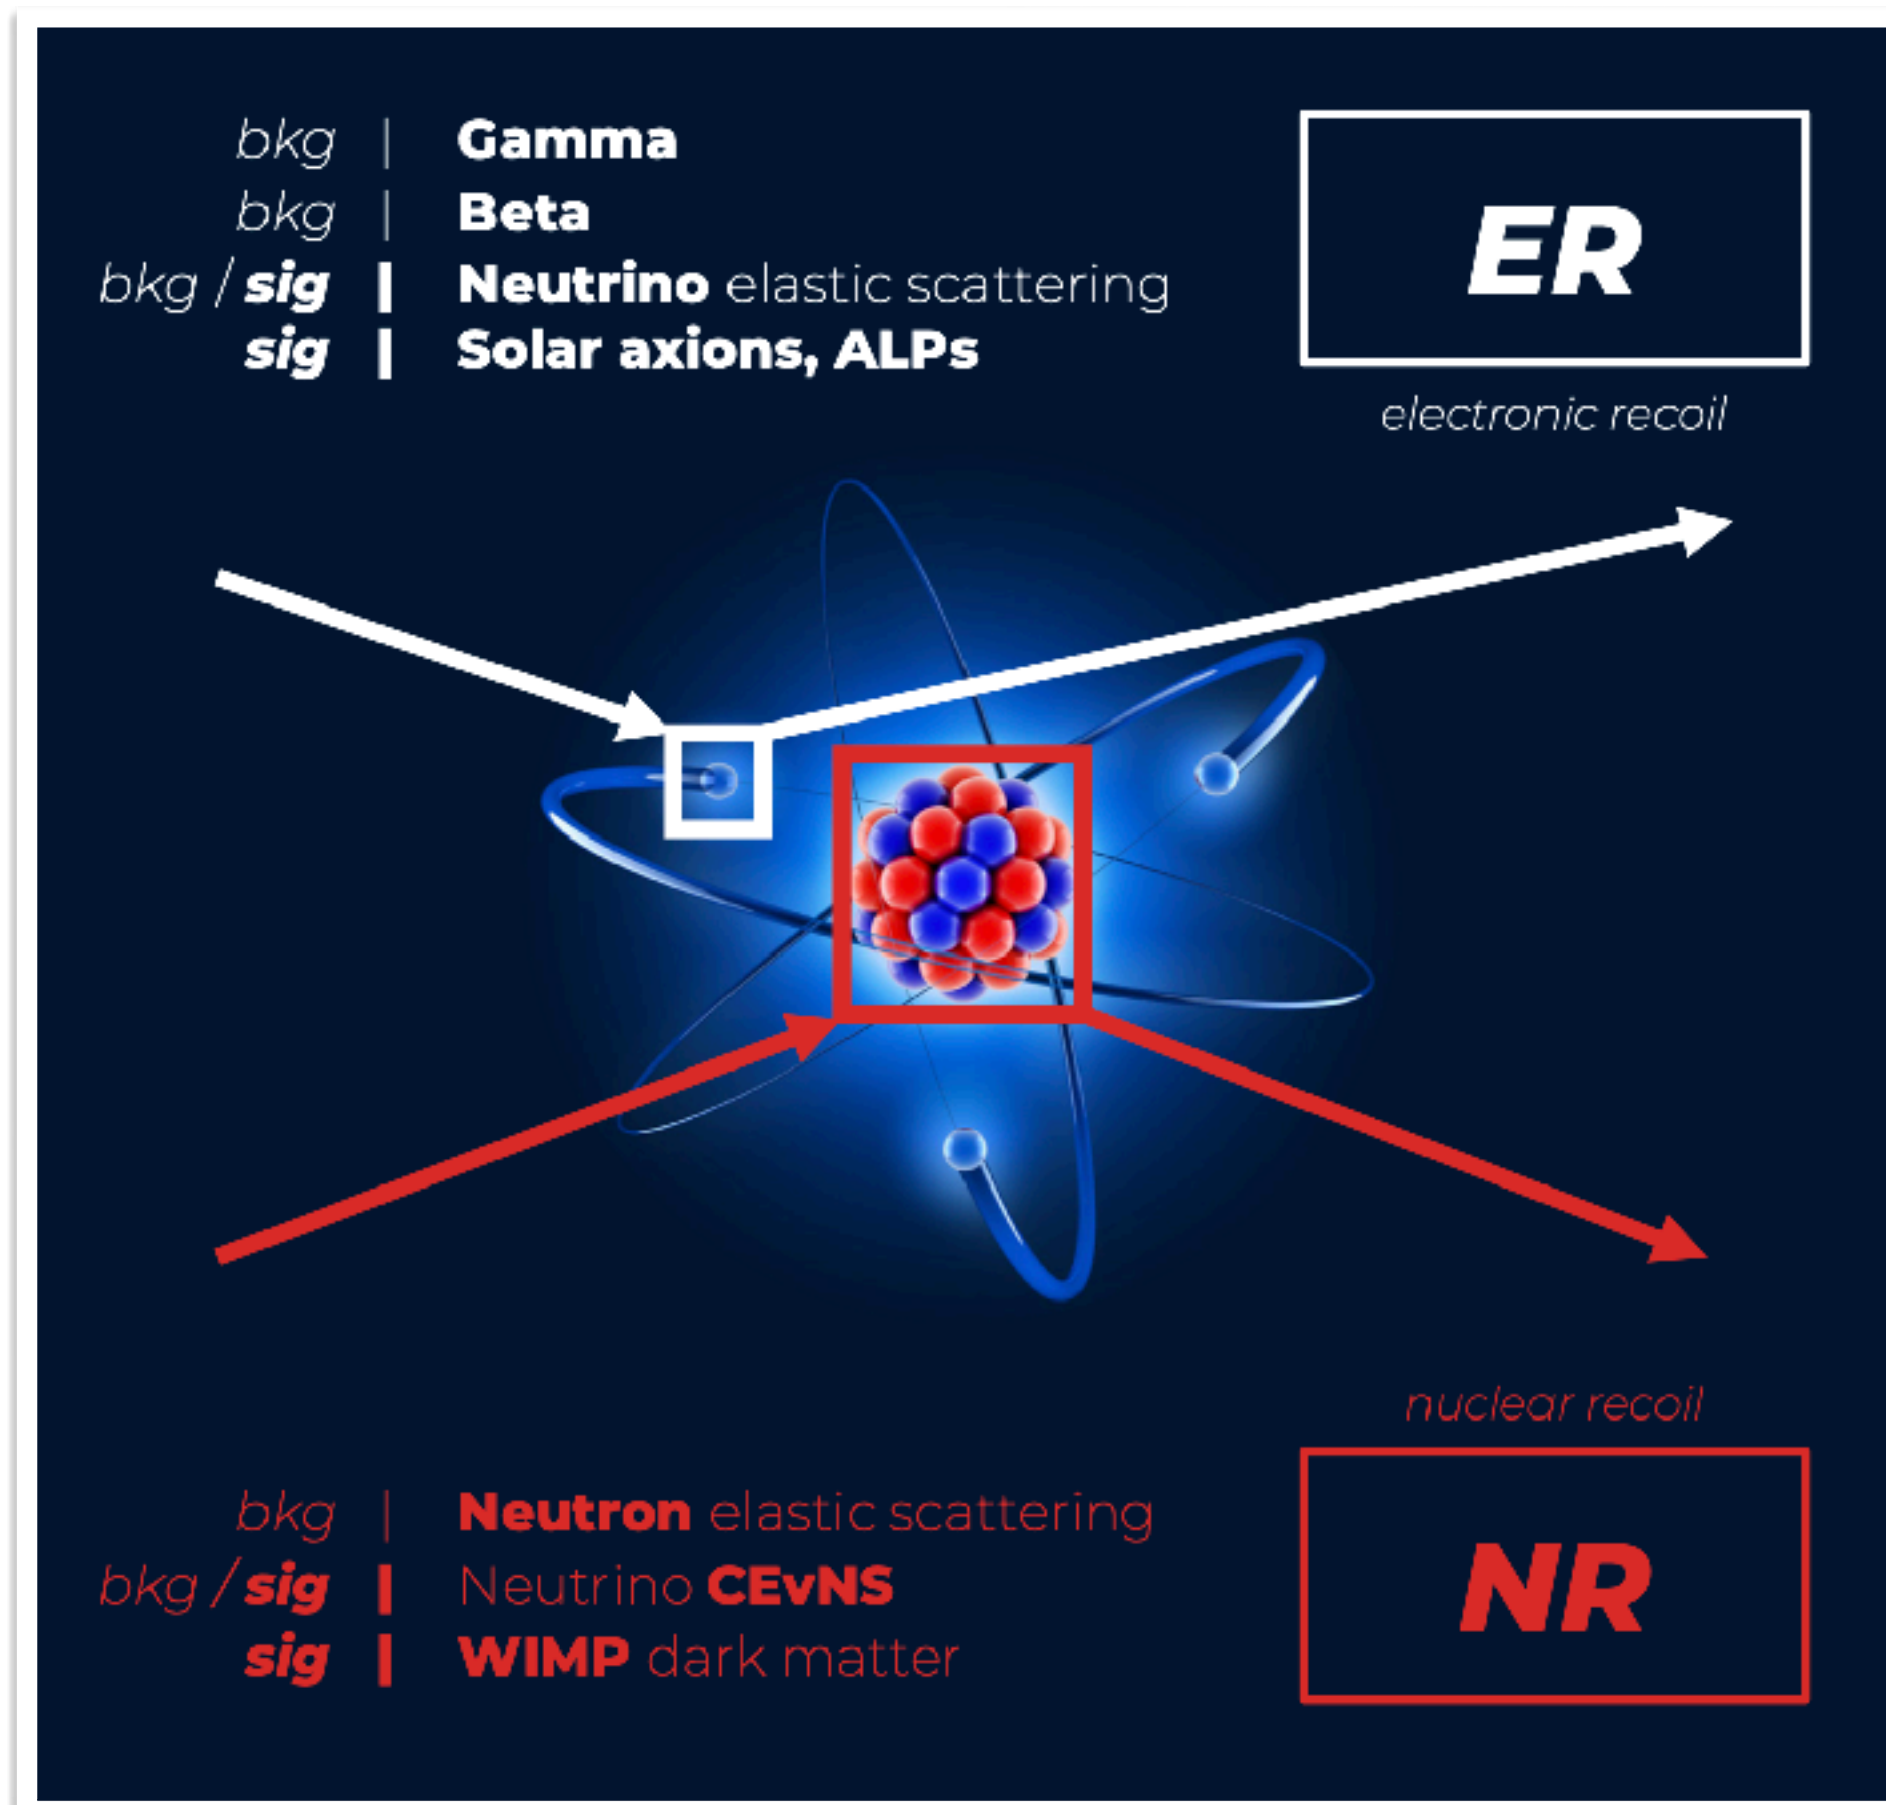 bkg | Gamma
bkg | Beta
bkg / sig | Neutrino elastic scattering
sig | Solar axions, ALPs
ER
electronic recoil
nuclear recoil
bkg | Neutron elastic scattering
bkg / sig | Neutrino CEvNS
sig | WIMP dark matter
NR